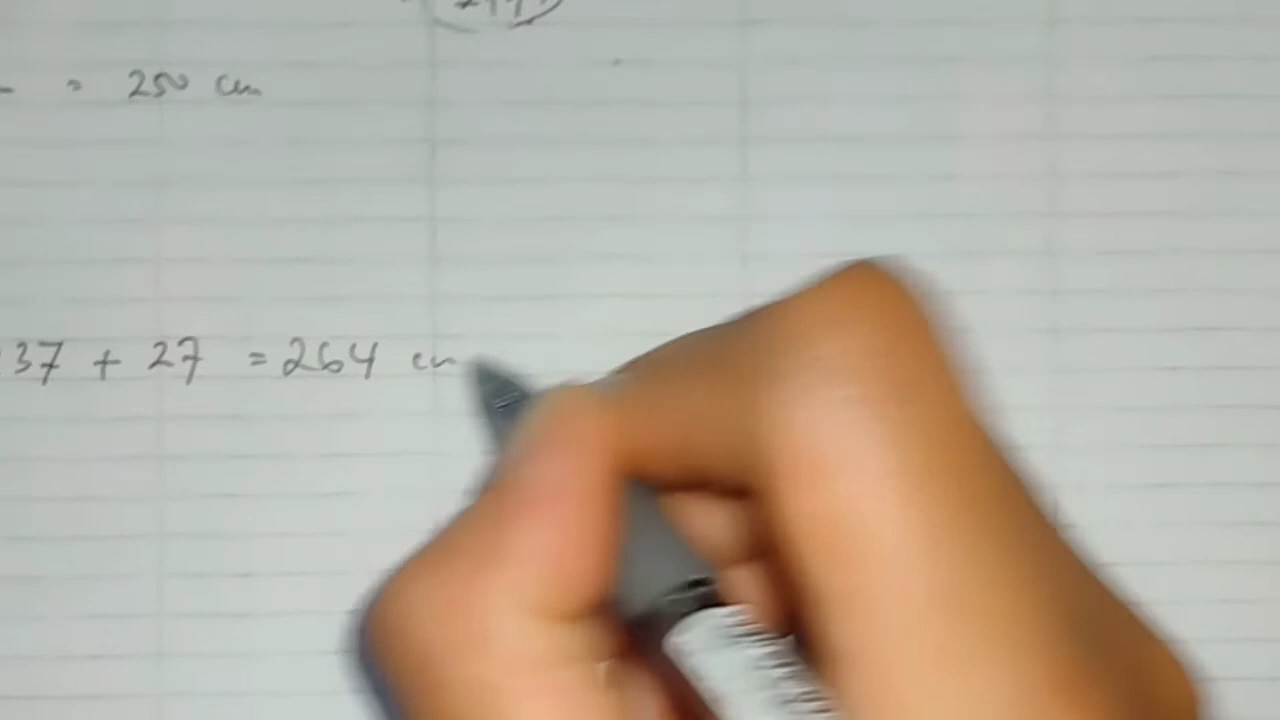 = 250 cm
37 + 27 = 264 cm